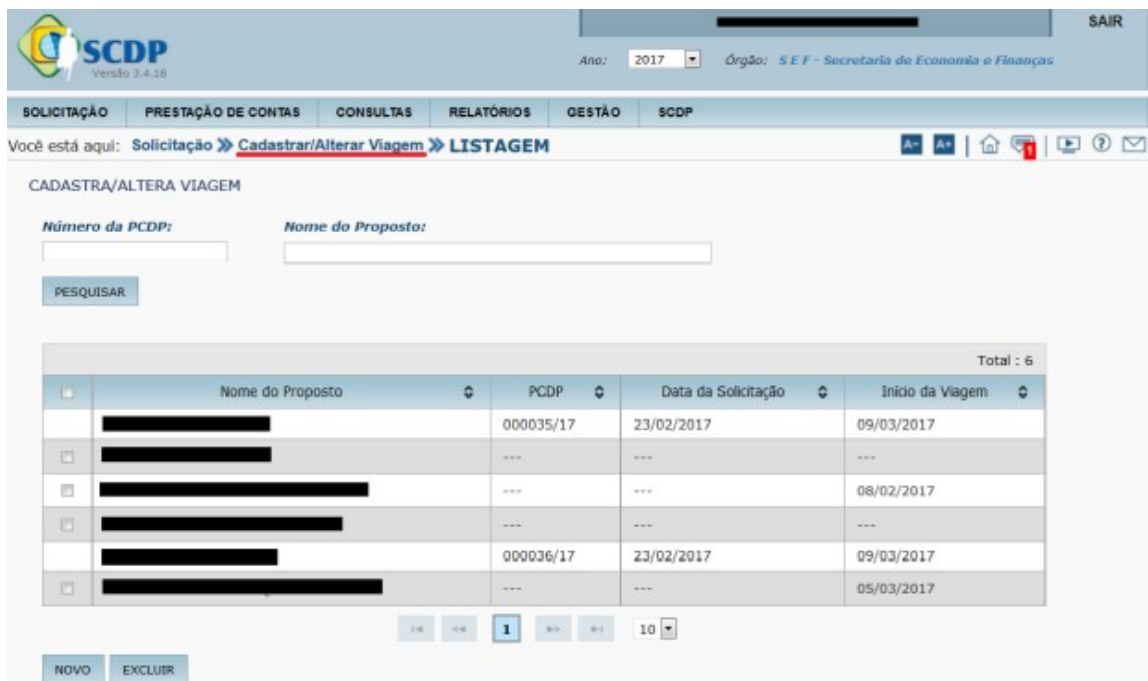 SAIR
SCDP
Versão 3.4.18
Ano: 2017 Órgão: S E F - Secretaria de Economia e Finanças
SOLICITAÇÃO PRESTAÇÃO DE CONTAS CONSULTAS RELATÓRIOS GESTÃO SCDP
Você está aqui: Solicitação Cadastrar/Alterar Viagem LISTAGEM A- A+ 1 ?
CADASTRA/ALTERA VIAGEM
Número da PCDP: Nome do Proposto:
PESQUISAR
Total : 6
Nome do Proposto PCDP Data da Solicitação Início da Viagem
000035/17 23/02/2017 09/03/2017
--- --- ---
--- --- 08/02/2017
--- --- ---
000036/17 23/02/2017 09/03/2017
--- --- 05/03/2017
1 10
NOVO EXCLUIR